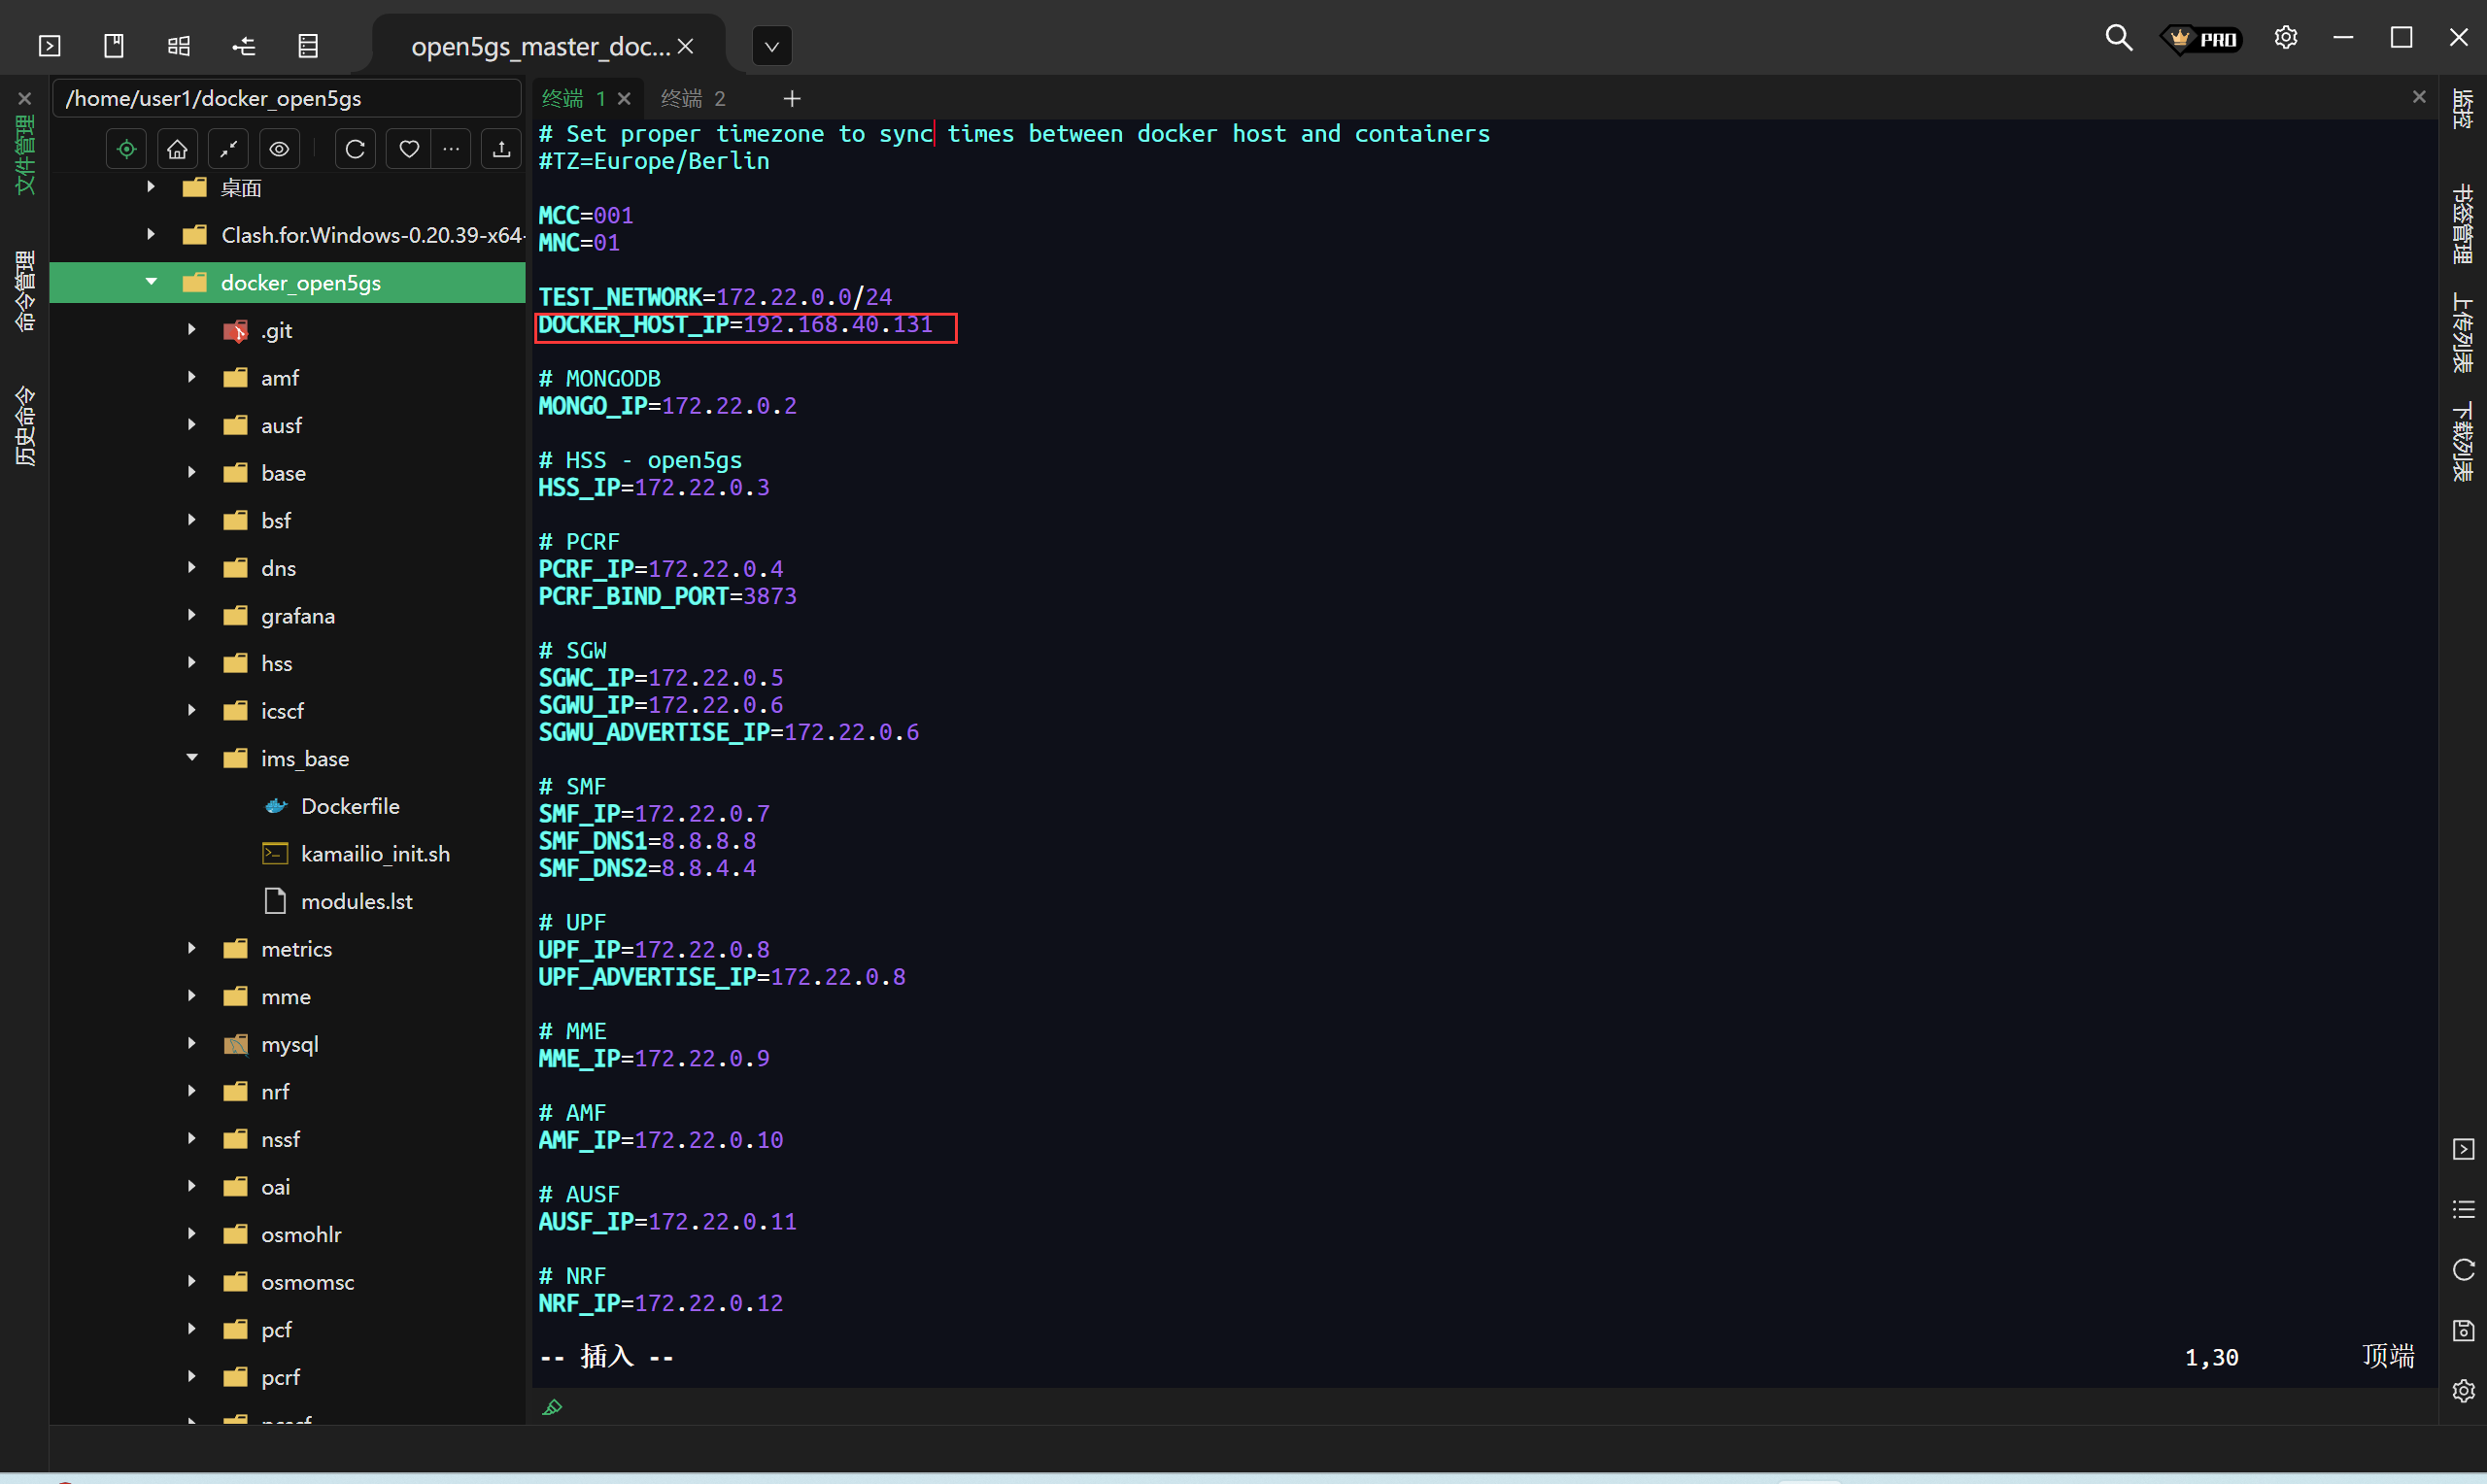 open5gs_master_doc...
PRO
/home/user1/docker_open5gs
文件管理
命令管理
历史命令
桌面
Clash.for.Windows-0.20.39-x64-
docker_open5gs
.git
amf
ausf
base
bsf
dns
grafana
hss
icscf
ims_base
Dockerfile
kamailio_init.sh
modules.lst
metrics
mme
mysql
nrf
nssf
oai
osmohlr
osmomsc
pcf
pcrf
pcscf
终端 1
终端 2
# Set proper timezone to sync times between docker host and containers
#TZ=Europe/Berlin
MCC=001
MNC=01
TEST_NETWORK=172.22.0.0/24
DOCKER_HOST_IP=192.168.40.131
# MONGODB
MONGO_IP=172.22.0.2
# HSS - open5gs
HSS_IP=172.22.0.3
# PCRF
PCRF_IP=172.22.0.4
PCRF_BIND_PORT=3873
# SGW
SGWC_IP=172.22.0.5
SGWU_IP=172.22.0.6
SGWU_ADVERTISE_IP=172.22.0.6
# SMF
SMF_IP=172.22.0.7
SMF_DNS1=8.8.8.8
SMF_DNS2=8.8.4.4
# UPF
UPF_IP=172.22.0.8
UPF_ADVERTISE_IP=172.22.0.8
# MME
MME_IP=172.22.0.9
# AMF
AMF_IP=172.22.0.10
# AUSF
AUSF_IP=172.22.0.11
# NRF
NRF_IP=172.22.0.12
-- 插入 --
1,30
顶端
监控
书签管理
上传列表
下载列表